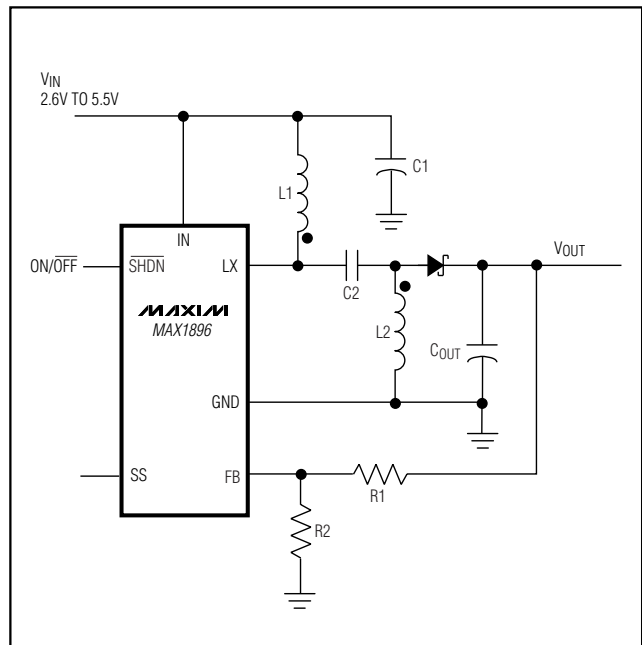 VIN
2.6V TO 5.5V
C1
L1
IN
ON/OFF
SHDN
LX
VOUT
C2
MAXIM
MAX1896
L2
COUT
GND
SS
FB
R1
R2